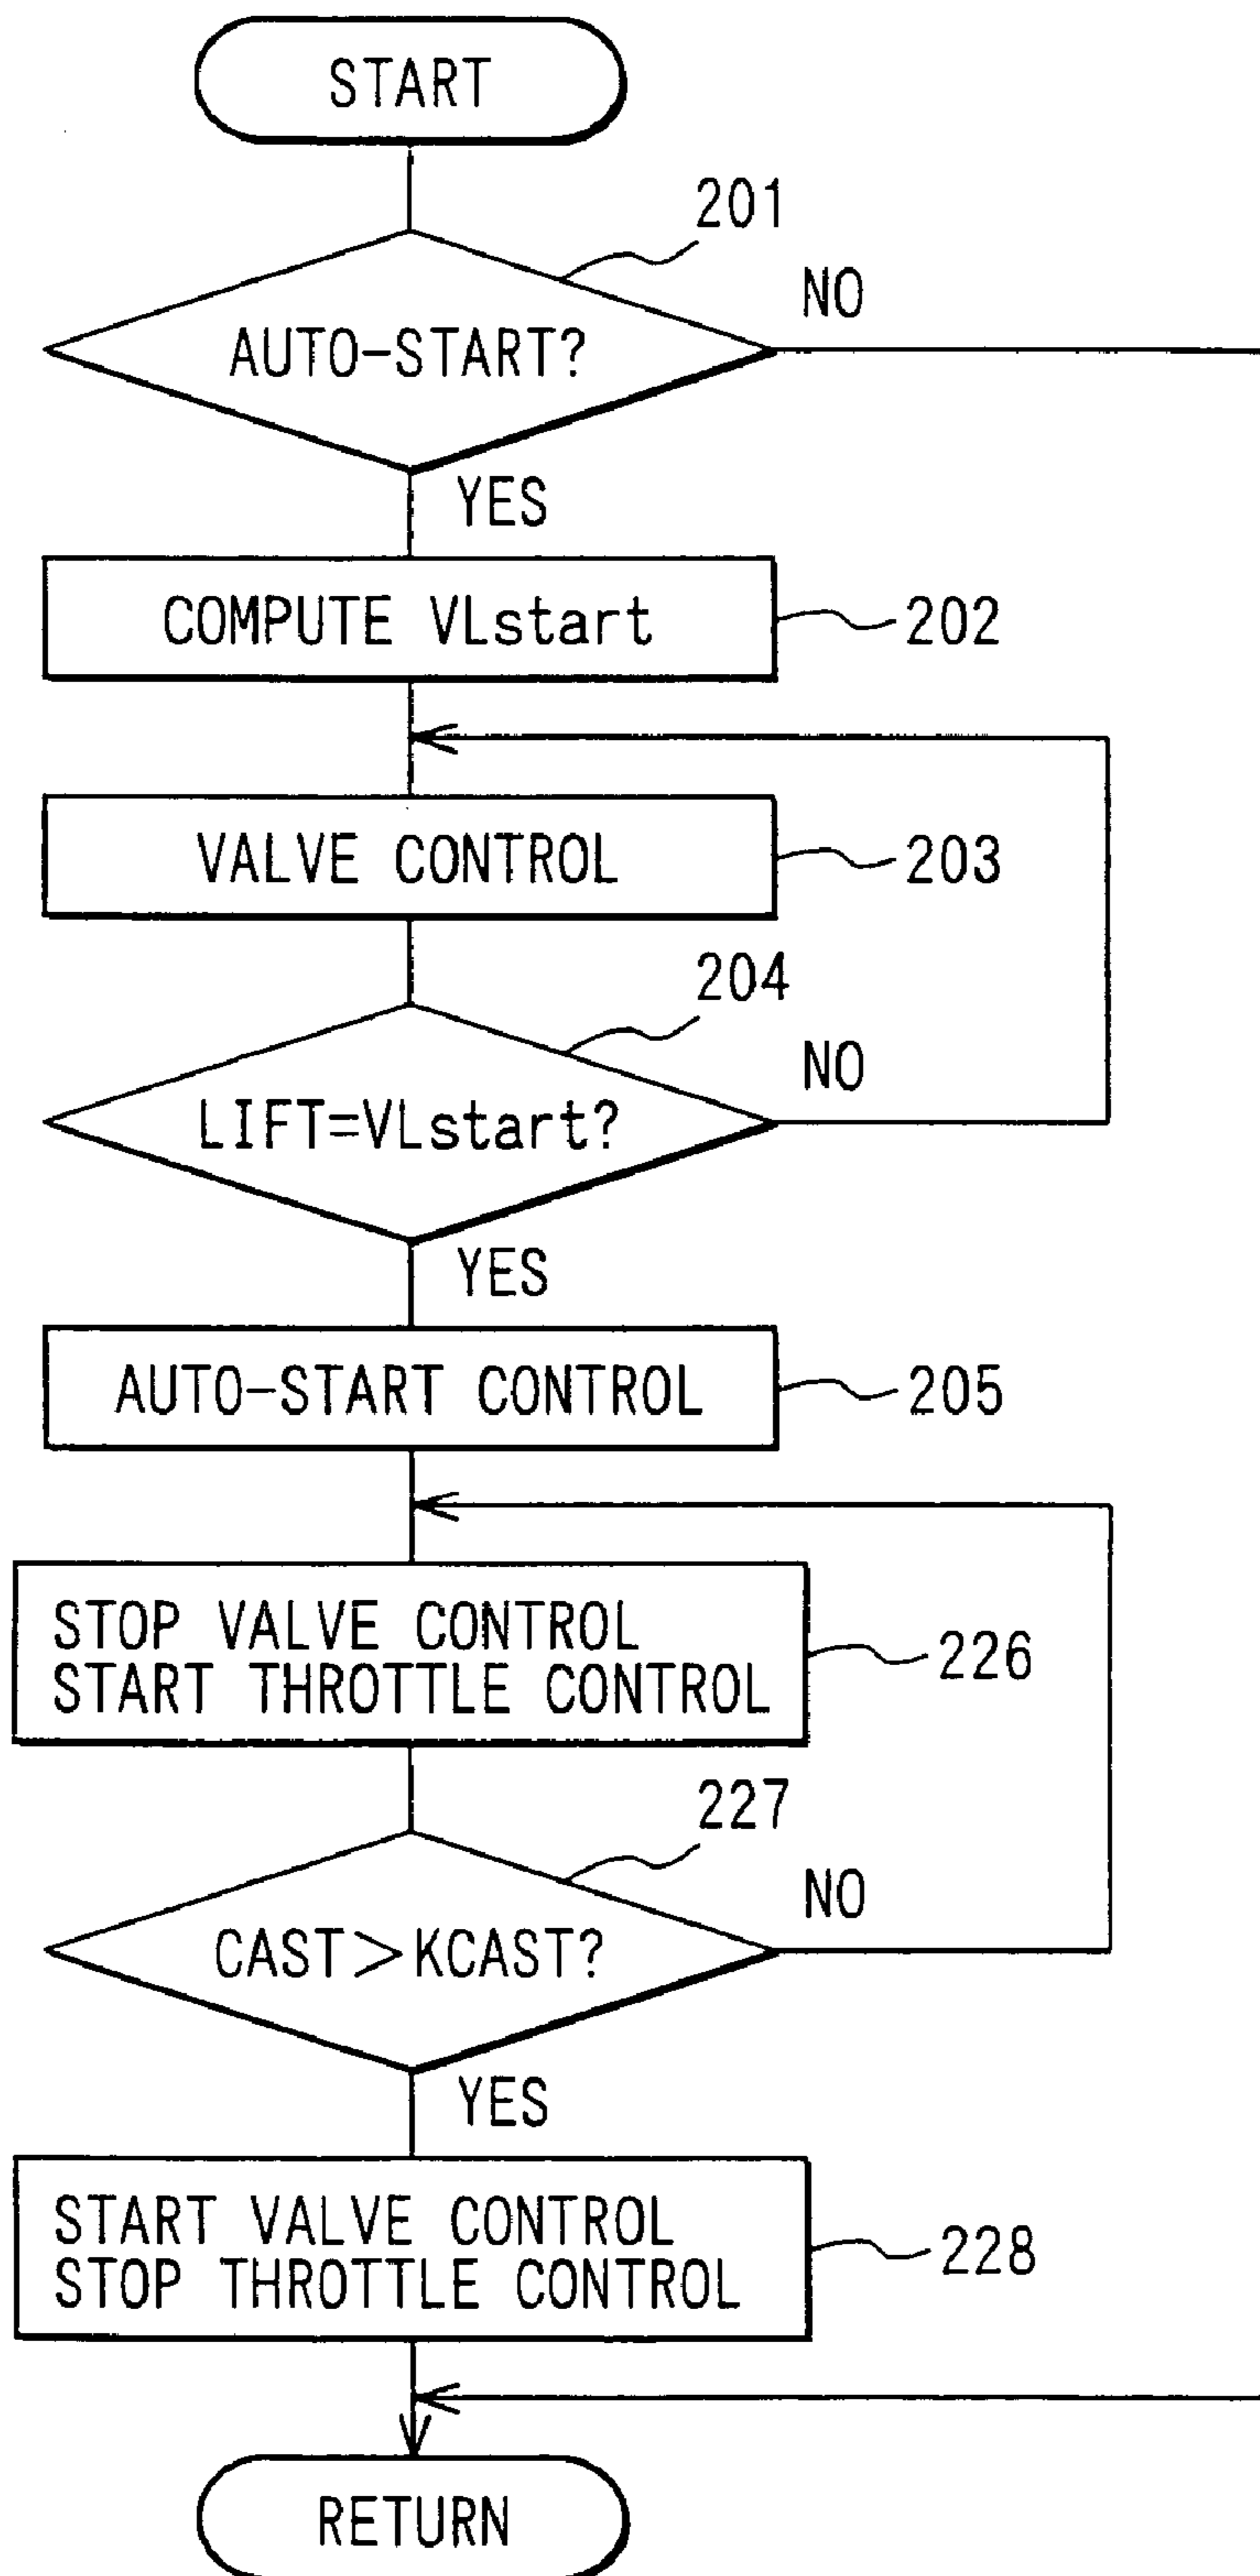 START
201
AUTO-START?
NO
YES
COMPUTE VLstart
202
VALVE CONTROL
203
204
LIFT=VLstart?
NO
YES
AUTO-START CONTROL
205
STOP VALVE CONTROL
START THROTTLE CONTROL
226
227
CAST>KCAST?
NO
YES
START VALVE CONTROL
STOP THROTTLE CONTROL
228
RETURN